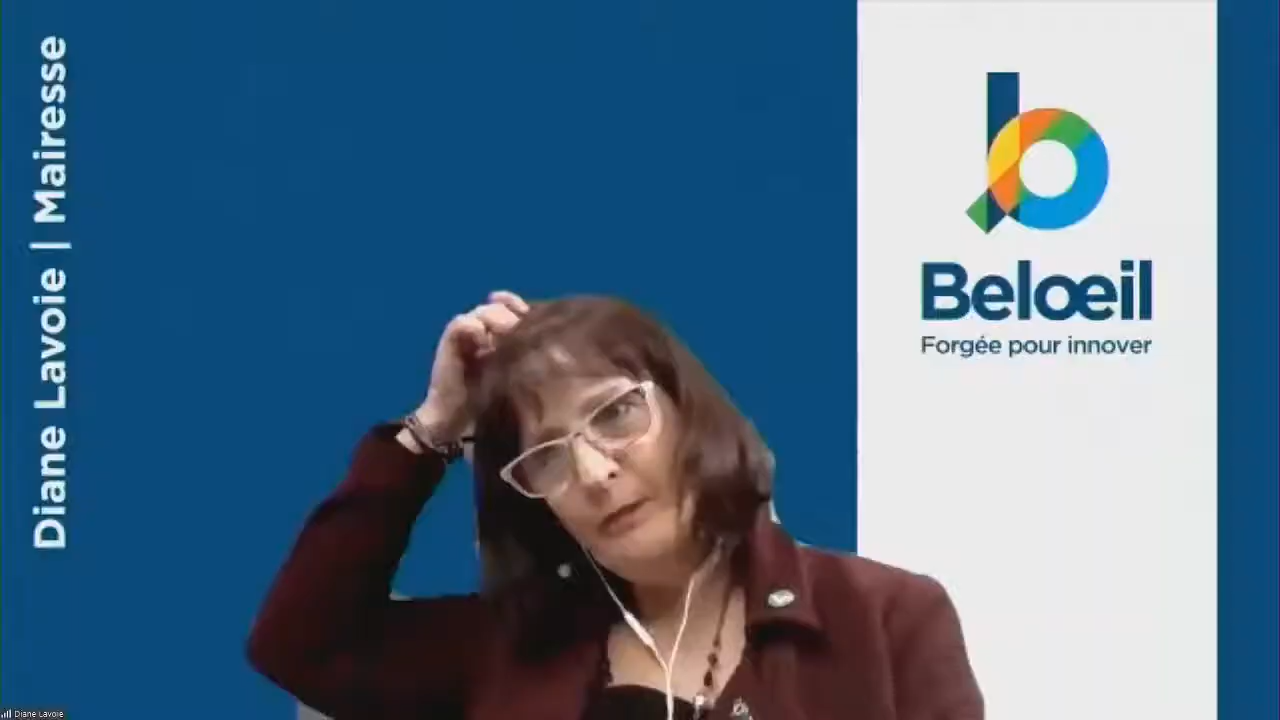 Diane Lavoie | Mairesse
Belœil
Forgée pour innover
Diane Lavoie